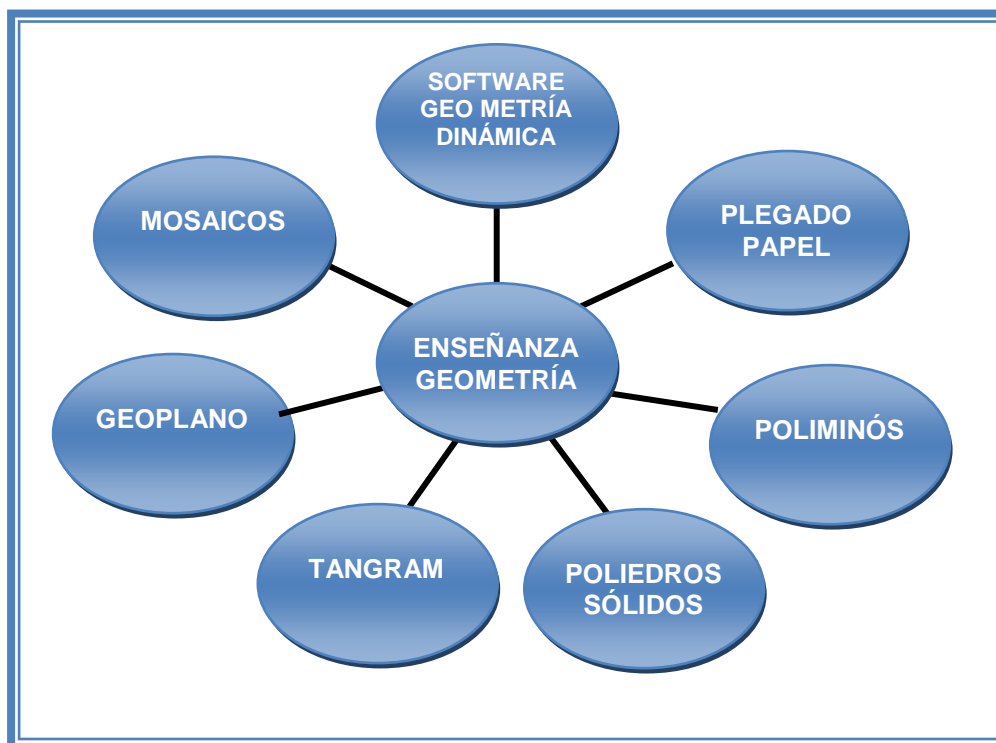 SOFTWARE
GEO METRÍA
DINÁMICA
MOSAICOS
PLEGADO
PAPEL
ENSEÑANZA
GEOMETRÍA
GEOPLANO
POLIMINÓS
TANGRAM
POLIEDROS
SÓLIDOS